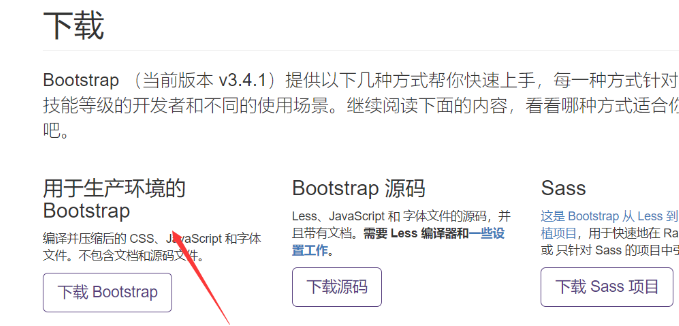 下载
Bootstrap （当前版本 v3.4.1）提供以下几种方式帮你快速上手，每一种方式针对
技能等级的开发者和不同的使用场景。继续阅读下面的内容，看看哪种方式适合你
吧。
用于生产环境的
Bootstrap
编译并压缩后的 CSS、JavaScript 和字体
文件。不包含文档和源码文件。
下载 Bootstrap
Bootstrap 源码
Less、JavaScript 和 字体文件的源码，并
且带有文档。需要 Less 编译器和一些设
置工作。
下载源码
Sass
这是 Bootstrap 从 Less 到
植项目，用于快速地在 Ra
或 只针对 Sass 的项目中引
下载 Sass 项目